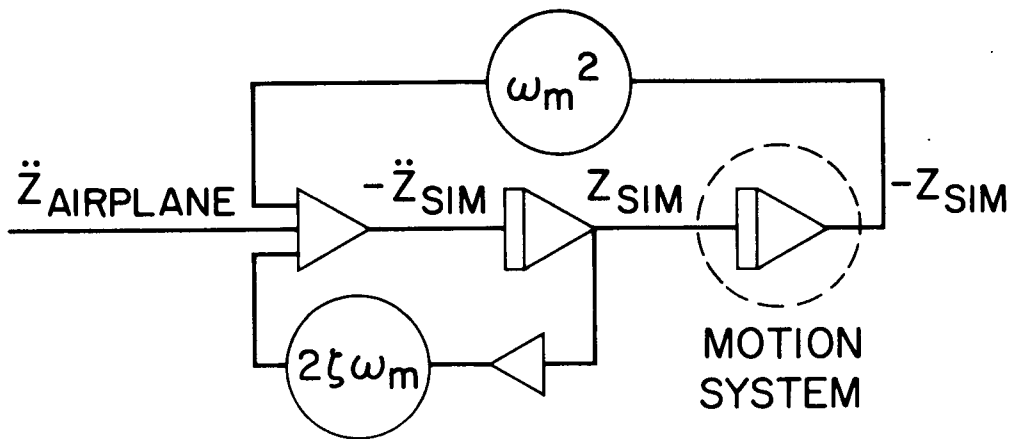 ωm²
Z̈ AIRPLANE
-Z̈SIM
ZSIM
-ZSIM
2ζωm
MOTION
SYSTEM